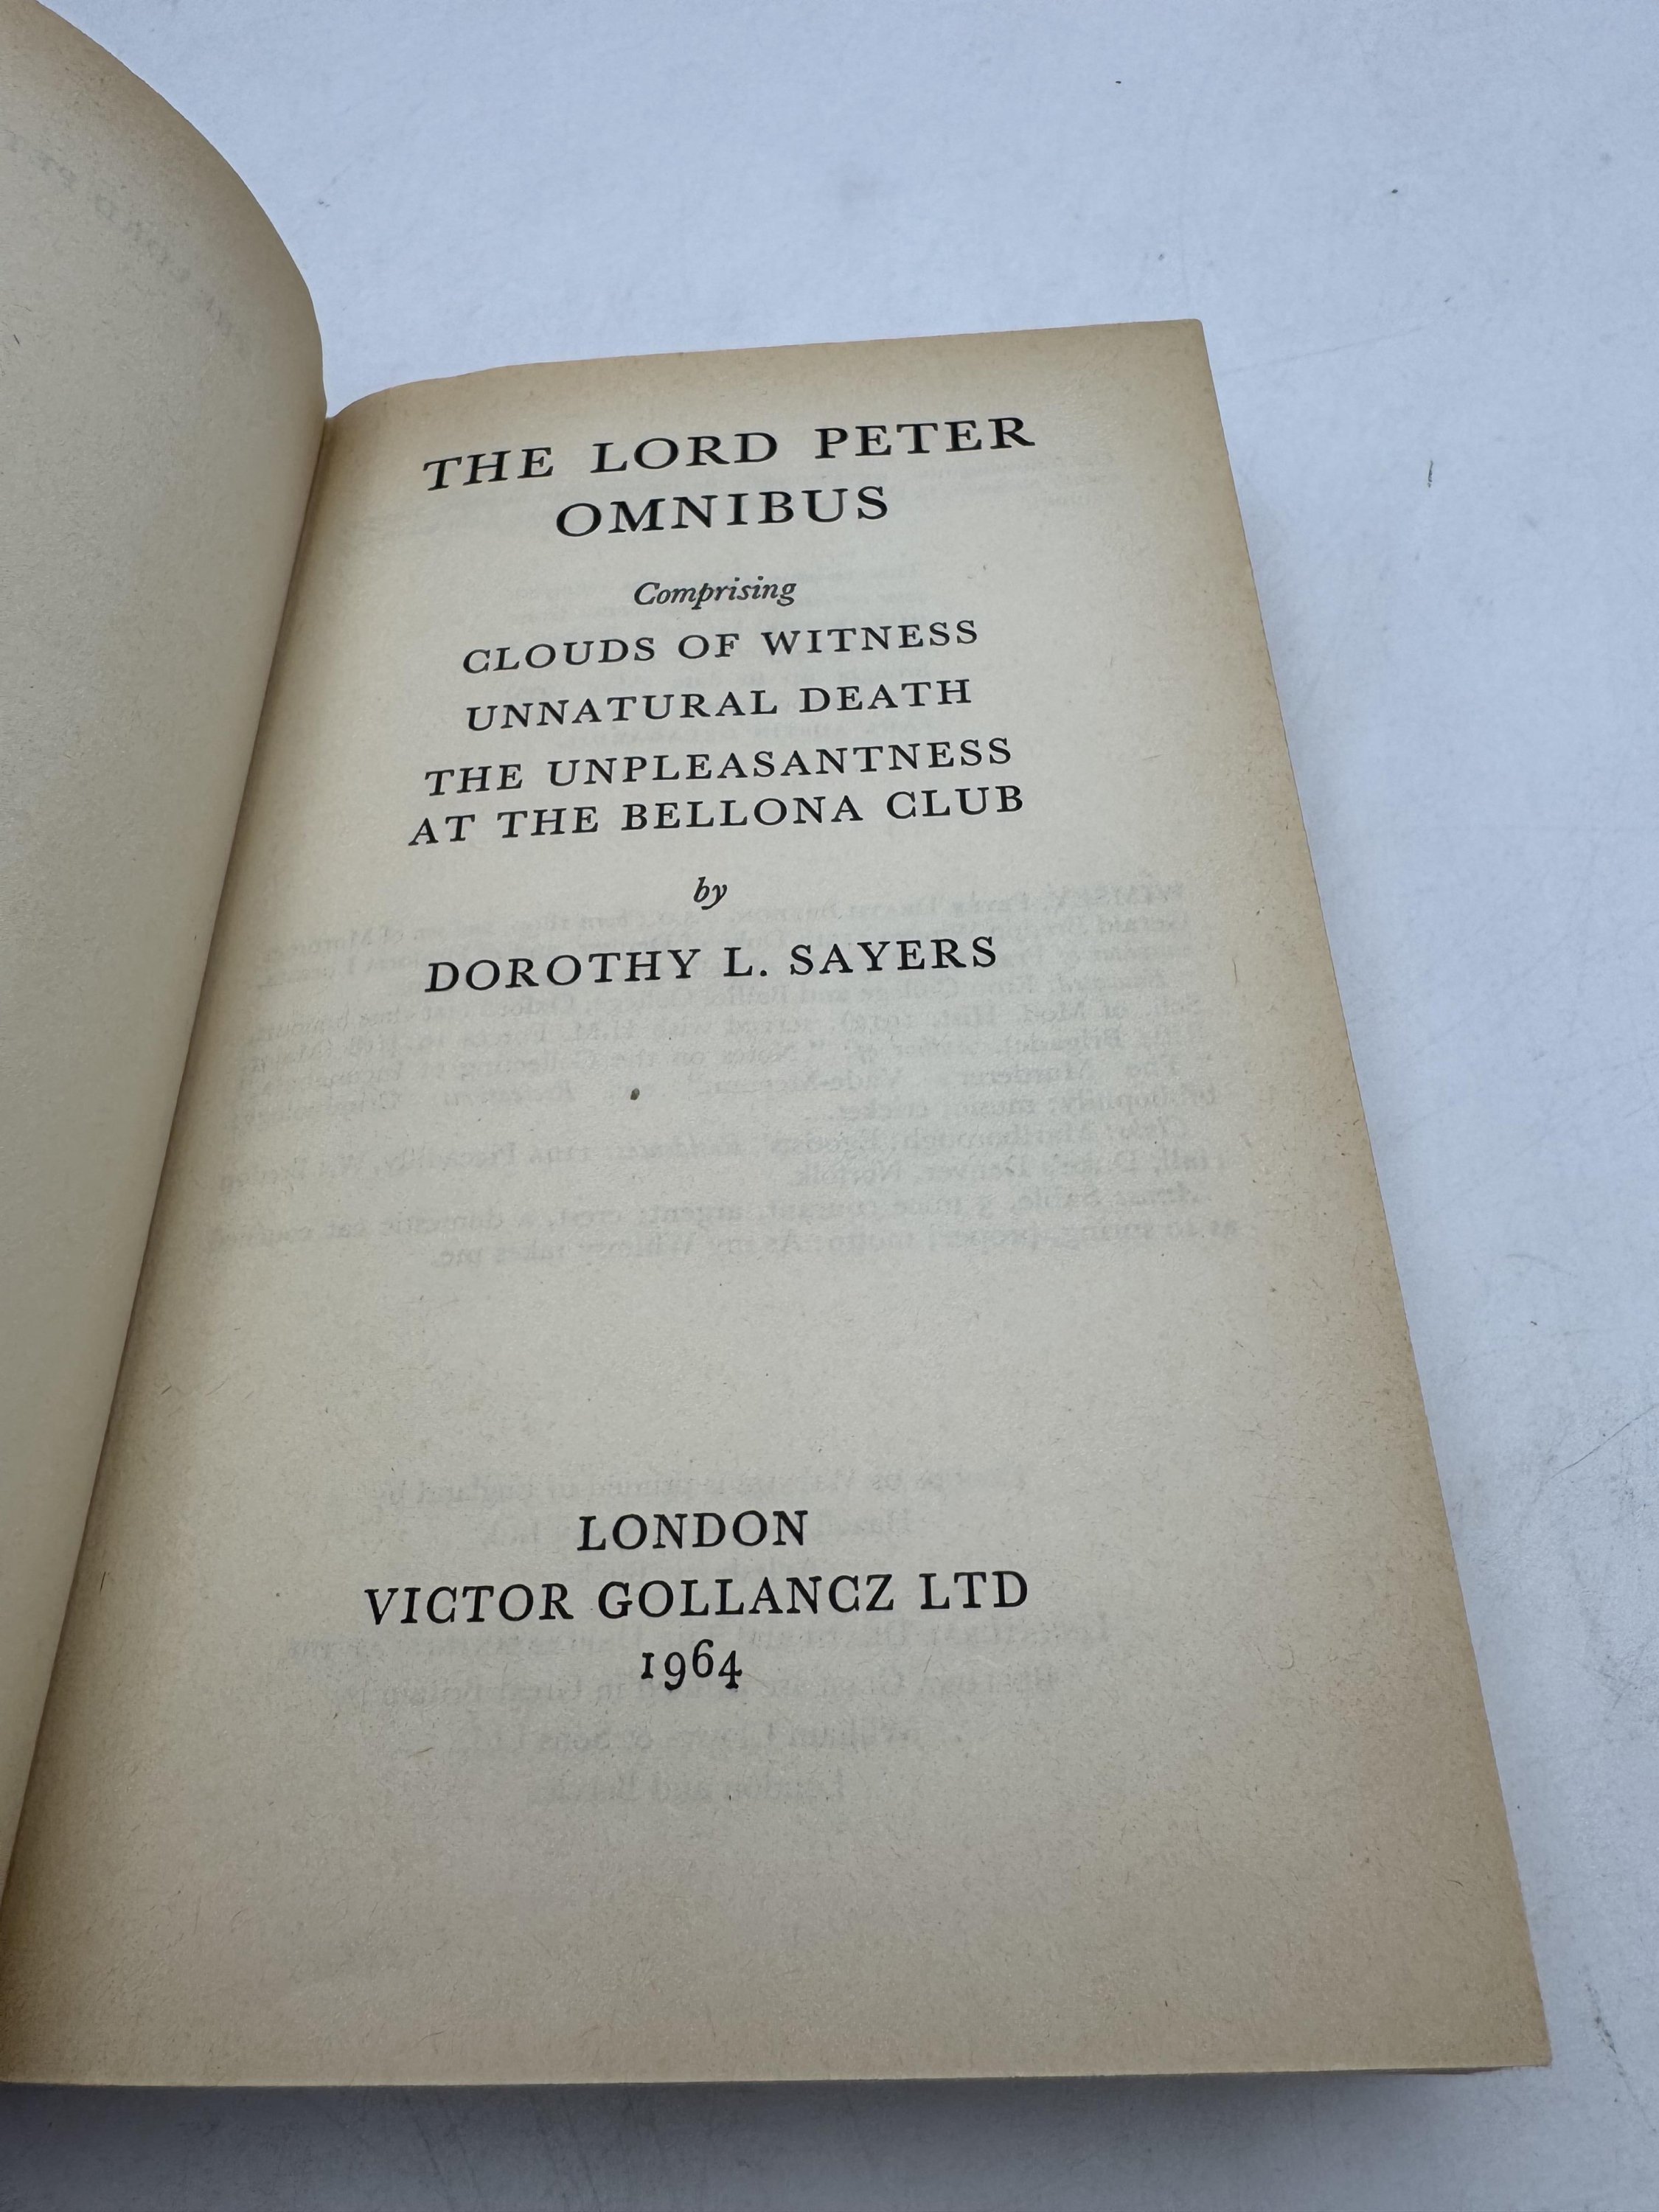 THE LORD PETER
OMNIBUS
Comprising
CLOUDS OF WITNESS
UNNATURAL DEATH
THE UNPLEASANTNESS
AT THE BELLONA CLUB
by
DOROTHY L. SAYERS
LONDON
VICTOR GOLLANCZ LTD
1964